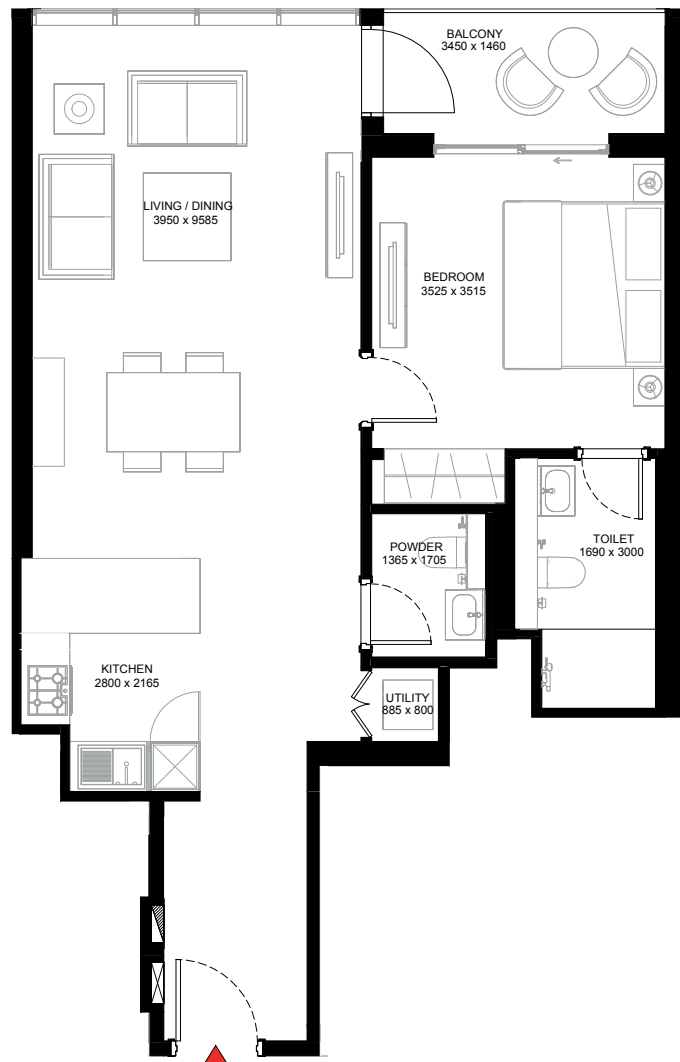 BALCONY
3450 x 1460
LIVING / DINING
3950 x 9585
BEDROOM
3525 x 3515
POWDER
1365 x 1705
TOILET
1690 x 3000
KITCHEN
2800 x 2165
UTILITY
885 x 800